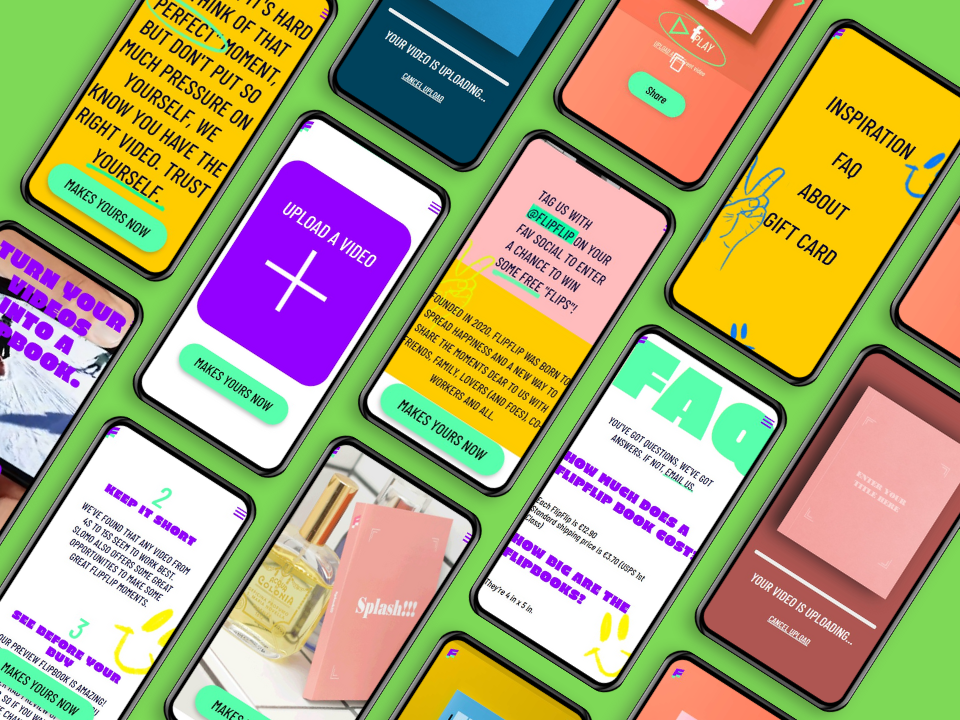 IT'S HARD
THINK OF THAT
PERFECT MOMENT,
BUT DON'T PUT SO
MUCH PRESSURE ON
YOURSELF, WE
KNOW YOU HAVE THE
RIGHT VIDEO, TRUST
YOURSELF.
MAKES YOURS NOW
YOUR VIDEO IS UPLOADING...
CANCEL UPLOAD
PLAY
Share
INSPIRATION
FAQ
ABOUT
GIFT CARD
UPLOAD A VIDEO
MAKES YOURS NOW
TAG US WITH
@FLIPFLIP ON YOUR
FAV SOCIAL TO ENTER
A CHANCE TO WIN
SOME FREE "FLIPS"!
FOUNDED IN 2020, FLIPFLIP WAS BORN TO
SPREAD HAPPINESS AND A NEW WAY TO
SHARE THE MOMENTS DEAR TO US WITH
FRIENDS, FAMILY, LOVERS (AND FOES), CO-
WORKERS AND ALL.
MAKES YOURS NOW
TURN YOUR
VIDEOS
INTO A
BOOK.
FAQ
YOU'VE GOT QUESTIONS, WE'VE GOT
ANSWERS. IF NOT, EMAIL US.
HOW MUCH DOES A
FLIPFLIP BOOK COST?
Each FlipFlip is £12.90
Standard shipping price is £3.70 (USPS 1st
Class)
HOW BIG ARE THE
FLIPBOOKS?
They're 4 in x 5 in.
ENTER YOUR
TITLE HERE
YOUR VIDEO IS UPLOADING...
CANCEL UPLOAD
2
KEEP IT SHORT
WE'VE FOUND THAT ANY VIDEO FROM
4S TO 15S SEEM TO WORK BEST.
SLOMO ALSO OFFERS SOME GREAT
OPPORTUNITIES TO MAKE SOME
GREAT FLIPFLIP MOMENTS.
3
SEE BEFORE YOUR
BUY
OUR PREVIEW FLIPBOOK IS AMAZING!
MAKES YOURS NOW
COLONIA
Splash!!!
MAKES